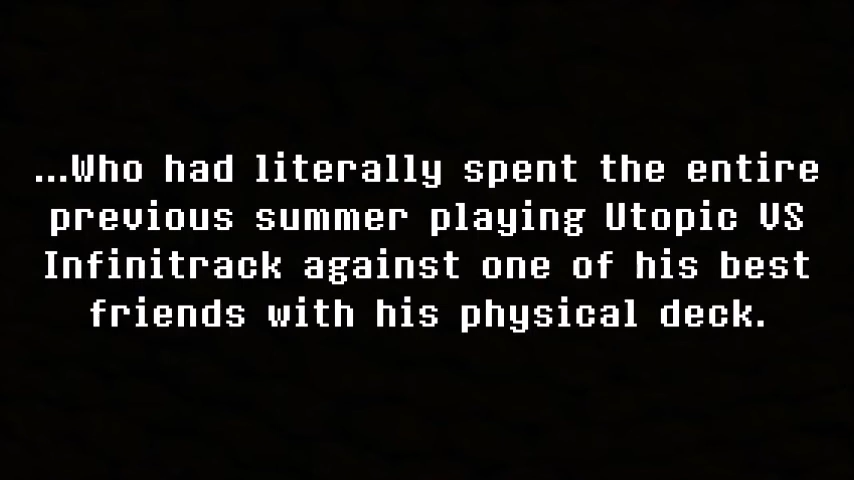 ...Who had literally spent the entire
previous summer playing Utopic VS
Infinitrack against one of his best
friends with his physical deck.